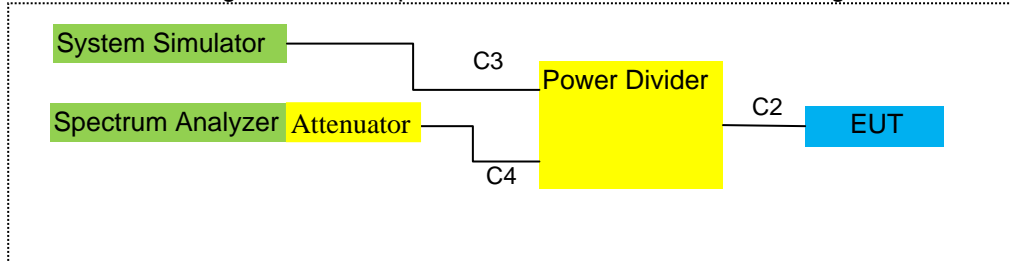 System Simulator
C3
Power Divider
C2
Spectrum Analyzer
Attenuator
EUT
C4